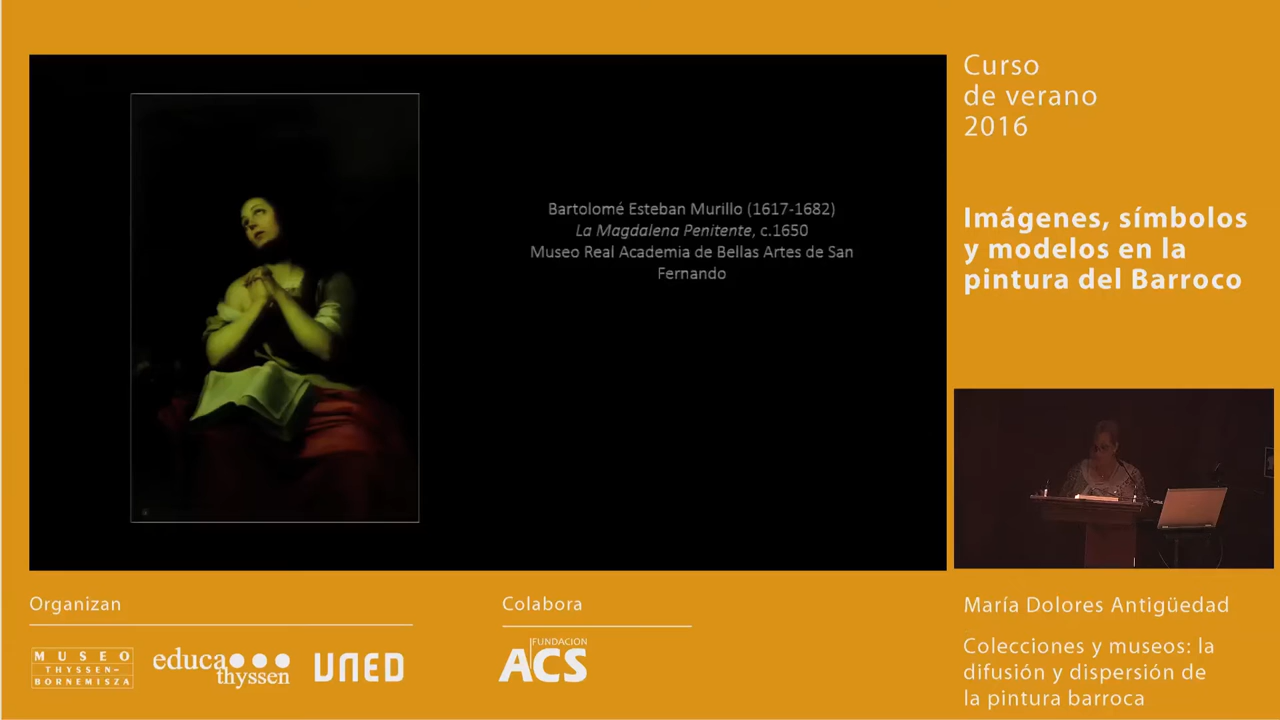 Bartolomé Esteban Murillo (1617-1682)
La Magdalena Penitente, c.1650
Museo Real Academia de Bellas Artes de San
Fernando
Curso
de verano
2016
Imágenes, símbolos
y modelos en la
pintura del Barroco
María Dolores Antigüedad
Colecciones y museos: la
difusión y dispersión de
la pintura barroca
Organizan
MUSEO
THYSSEN-
BORNEMISZA
educa
thyssen
UNED
Colabora
FUNDACION
ACS